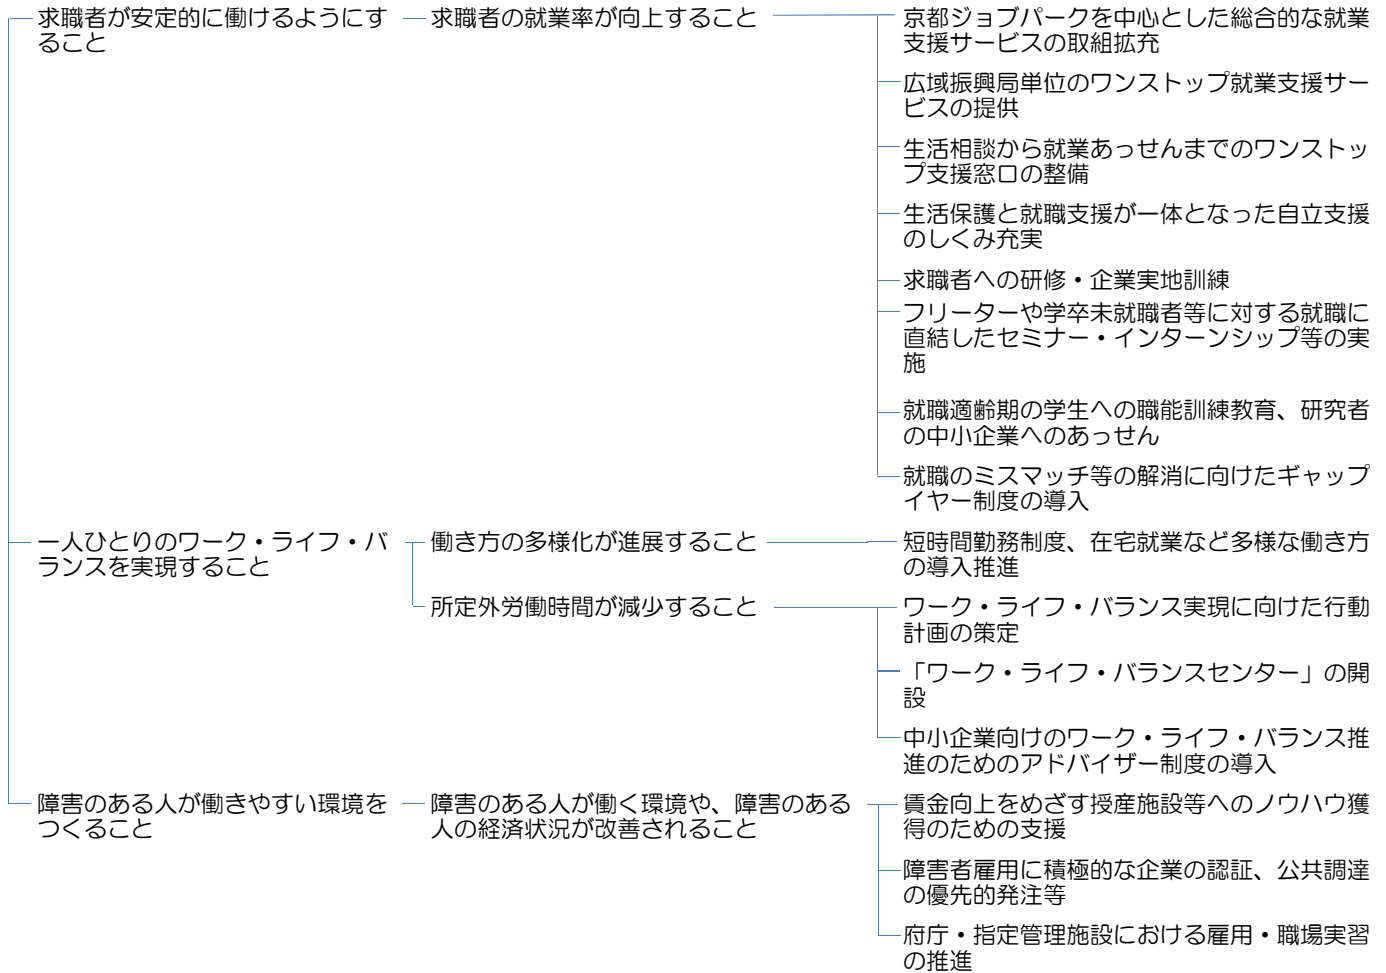 求職者が安定的に働けるようにす
ること
求職者の就業率が向上すること
京都ジョブパークを中心とした総合的な就業
支援サービスの取組拡充
広域振興局単位のワンストップ就業支援サー
ビスの提供
生活相談から就業あっせんまでのワンストッ
プ支援窓口の整備
生活保護と就職支援が一体となった自立支援
のしくみ充実
求職者への研修・企業実地訓練
フリーターや学卒未就職者等に対する就職に
直結したセミナー・インターンシップ等の実
施
就職適齢期の学生への職能訓練教育、研究者
の中小企業へのあっせん
就職のミスマッチ等の解消に向けたギャップ
イヤー制度の導入
一人ひとりのワーク・ライフ・バ
ランスを実現すること
働き方の多様化が進展すること
短時間勤務制度、在宅就業など多様な働き方
の導入推進
所定外労働時間が減少すること
ワーク・ライフ・バランス実現に向けた行動
計画の策定
「ワーク・ライフ・バランスセンター」の開
設
中小企業向けのワーク・ライフ・バランス推
進のためのアドバイザー制度の導入
障害のある人が働きやすい環境を
つくること
障害のある人が働く環境や、障害のある
人の経済状況が改善されること
賃金向上をめざす授産施設等へのノウハウ獲
得のための支援
障害者雇用に積極的な企業の認証、公共調達
の優先的発注等
府庁・指定管理施設における雇用・職場実習
の推進